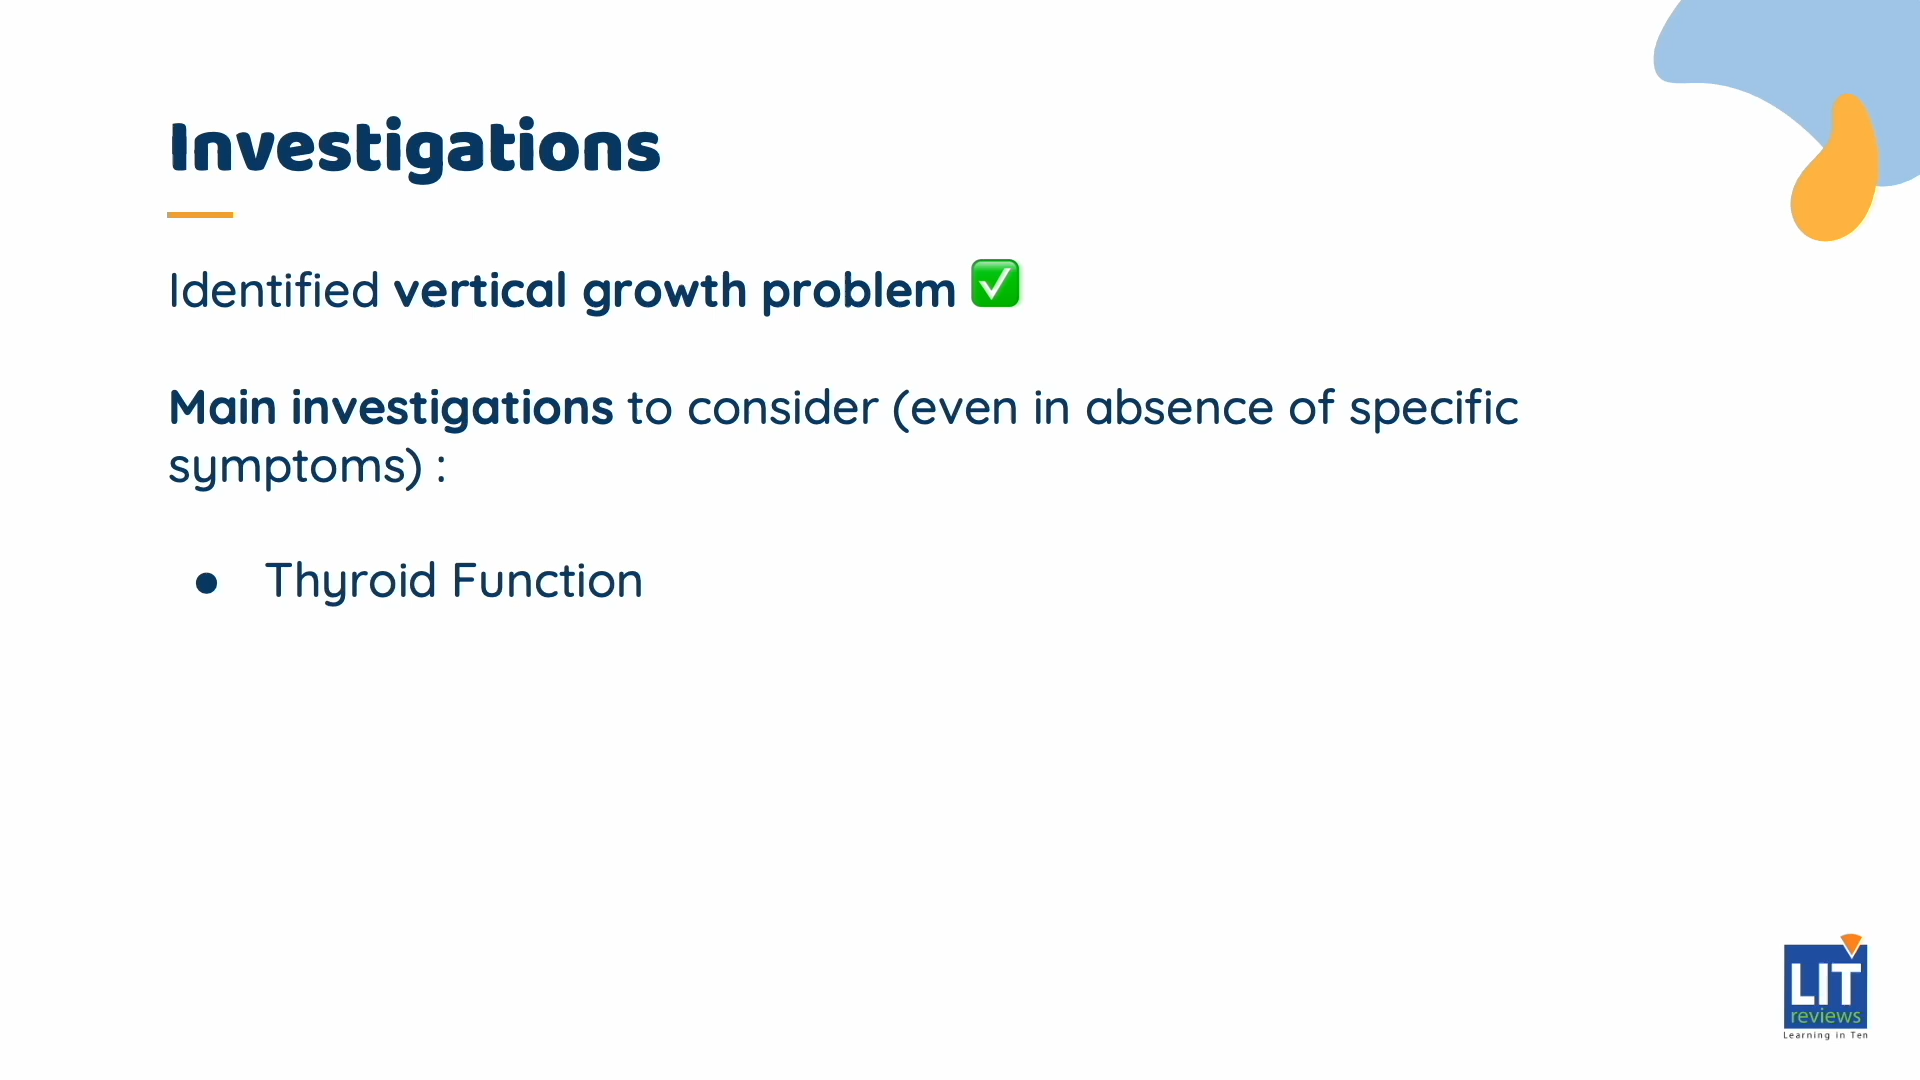 Investigations
Identified vertical growth problem ✅
Main investigations to consider (even in absence of specific
symptoms) :
● Thyroid Function
LIT
reviews
Learning in Ten